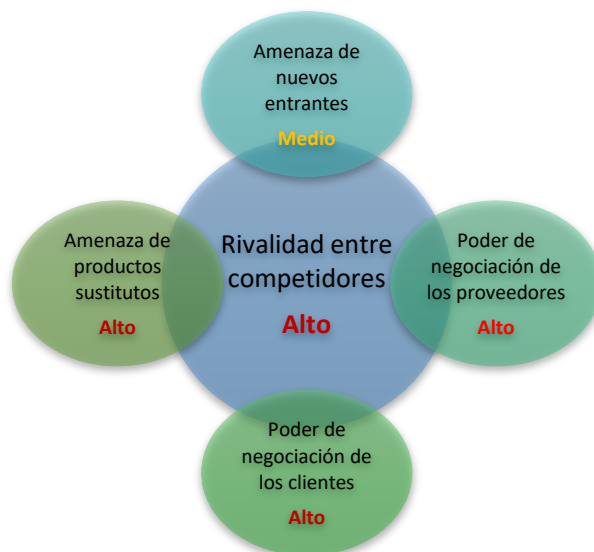 Amenaza de
nuevos
entrantes
Medio
Amenaza de
productos
sustitutos
Alto
Rivalidad entre
competidores
Alto
Poder de
negociación de
los proveedores
Alto
Poder de
negociación de
los clientes
Alto